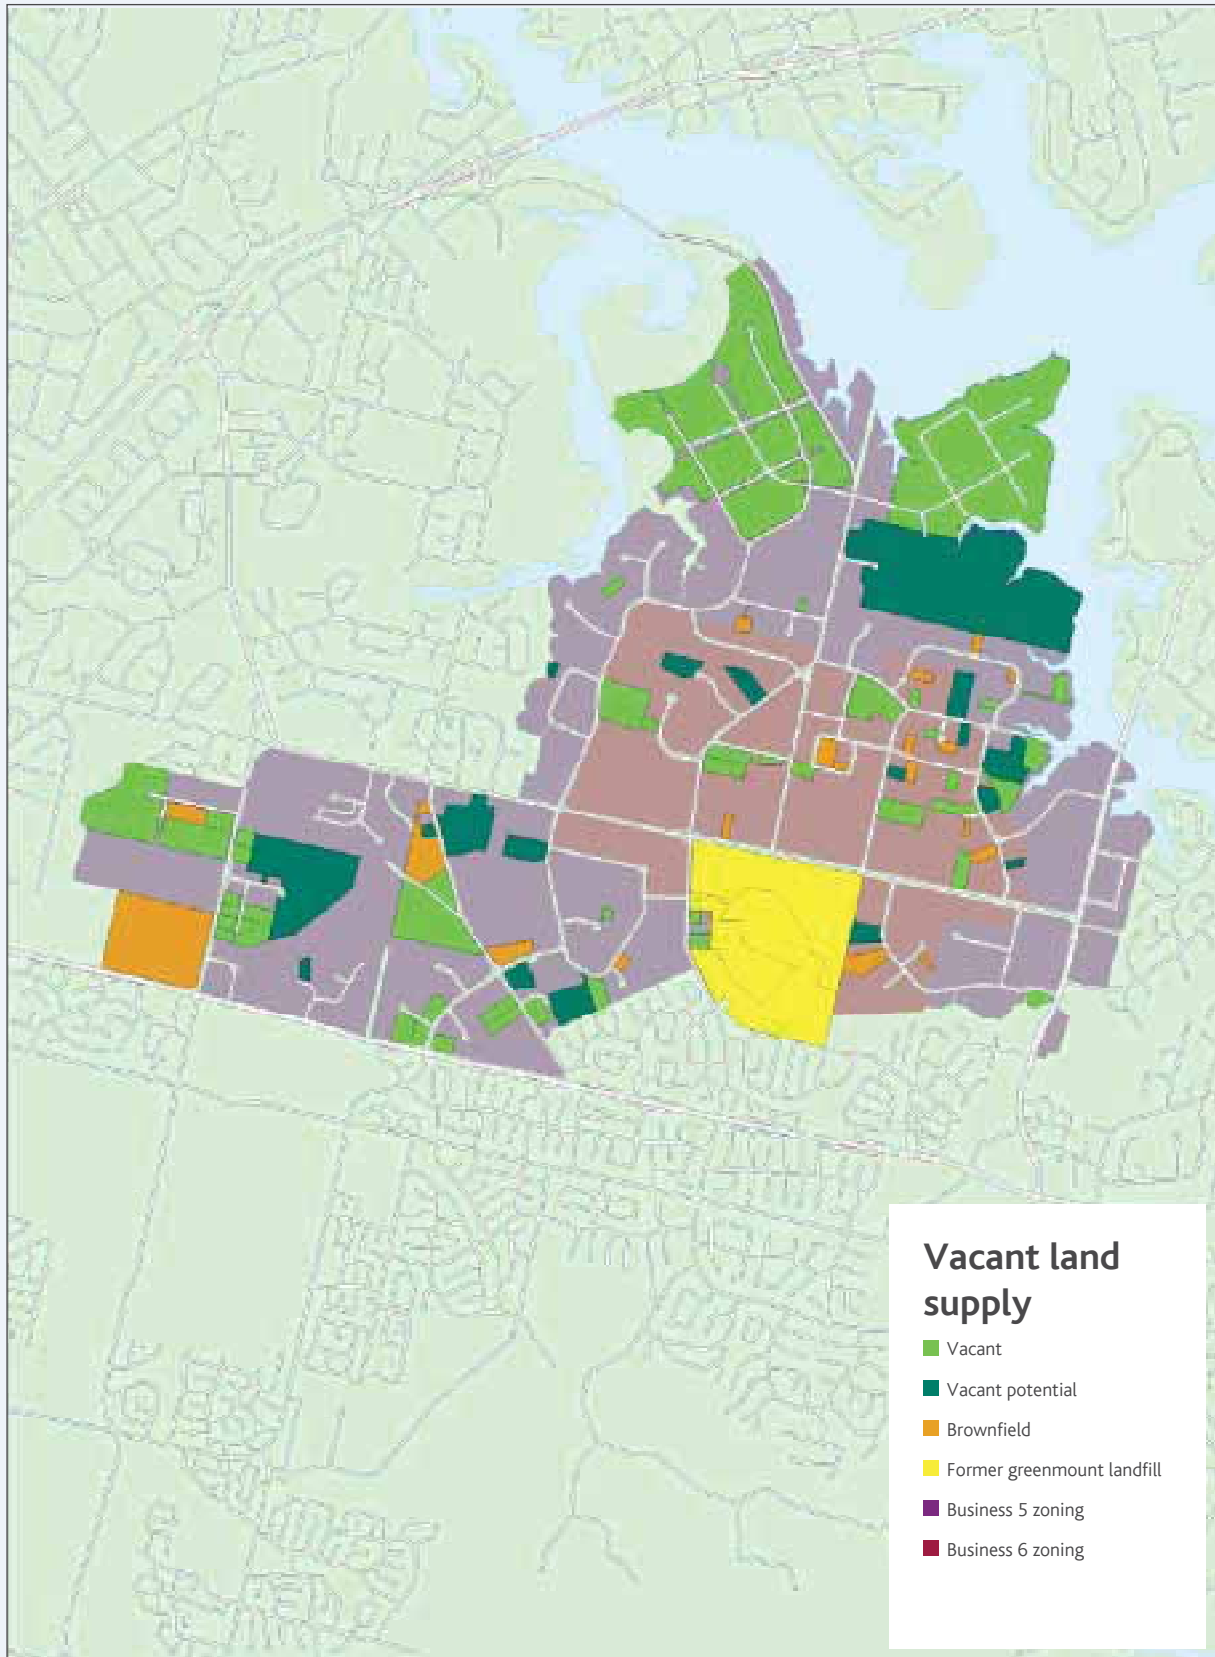 Vacant land
supply
Vacant
Vacant potential
Brownfield
Former greenmount landfill
Business 5 zoning
Business 6 zoning